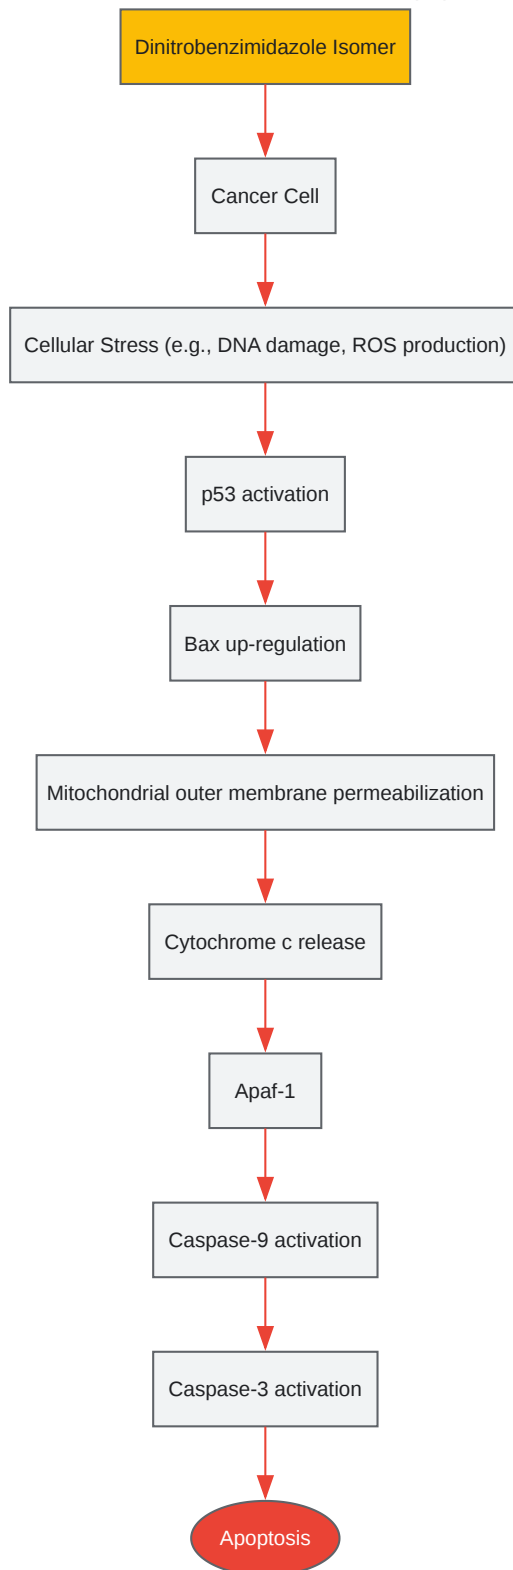 Dinitrobenzimidazole Isomer
Cancer Cell
Cellular Stress (e.g., DNA damage, ROS production)
p53 activation
Bax up-regulation
Mitochondrial outer membrane permeabilization
Cytochrome c release
Apaf-1
Caspase-9 activation
Caspase-3 activation
Apoptosis